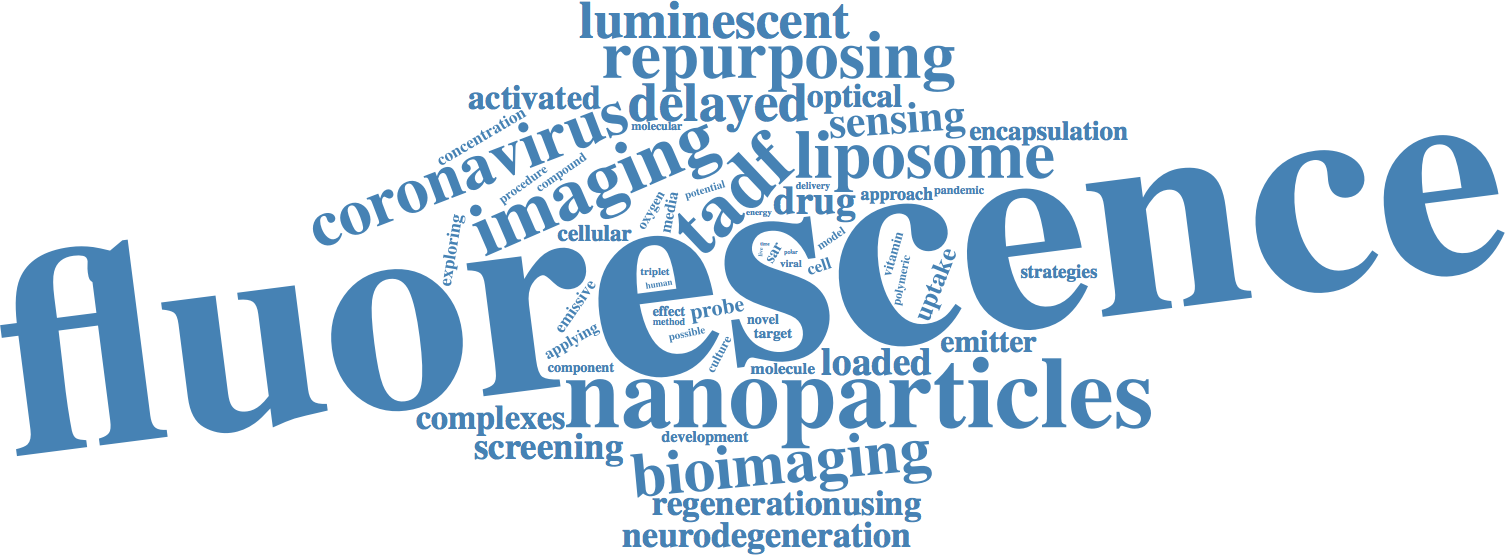 luminescent
repurposing
activated
delayed
optical
concentration
coronavirus
molecular
sensing
encapsulation
imaging
tadf
liposome
procedure
compound
potential
delivery
drug
approach
pandemic
oxygen
media
energy
exploring
cellular
fluorescence
sar
time
polar
viral
model
cell
vitamin
polymeric
uptake
strategies
triplet
human
emissive
effect
method
probe
possible
novel
target
applying
culture
component
molecule
loaded
emitter
nanoparticles
complexes
development
screening
bioimaging
regenerationusing
neurodegeneration